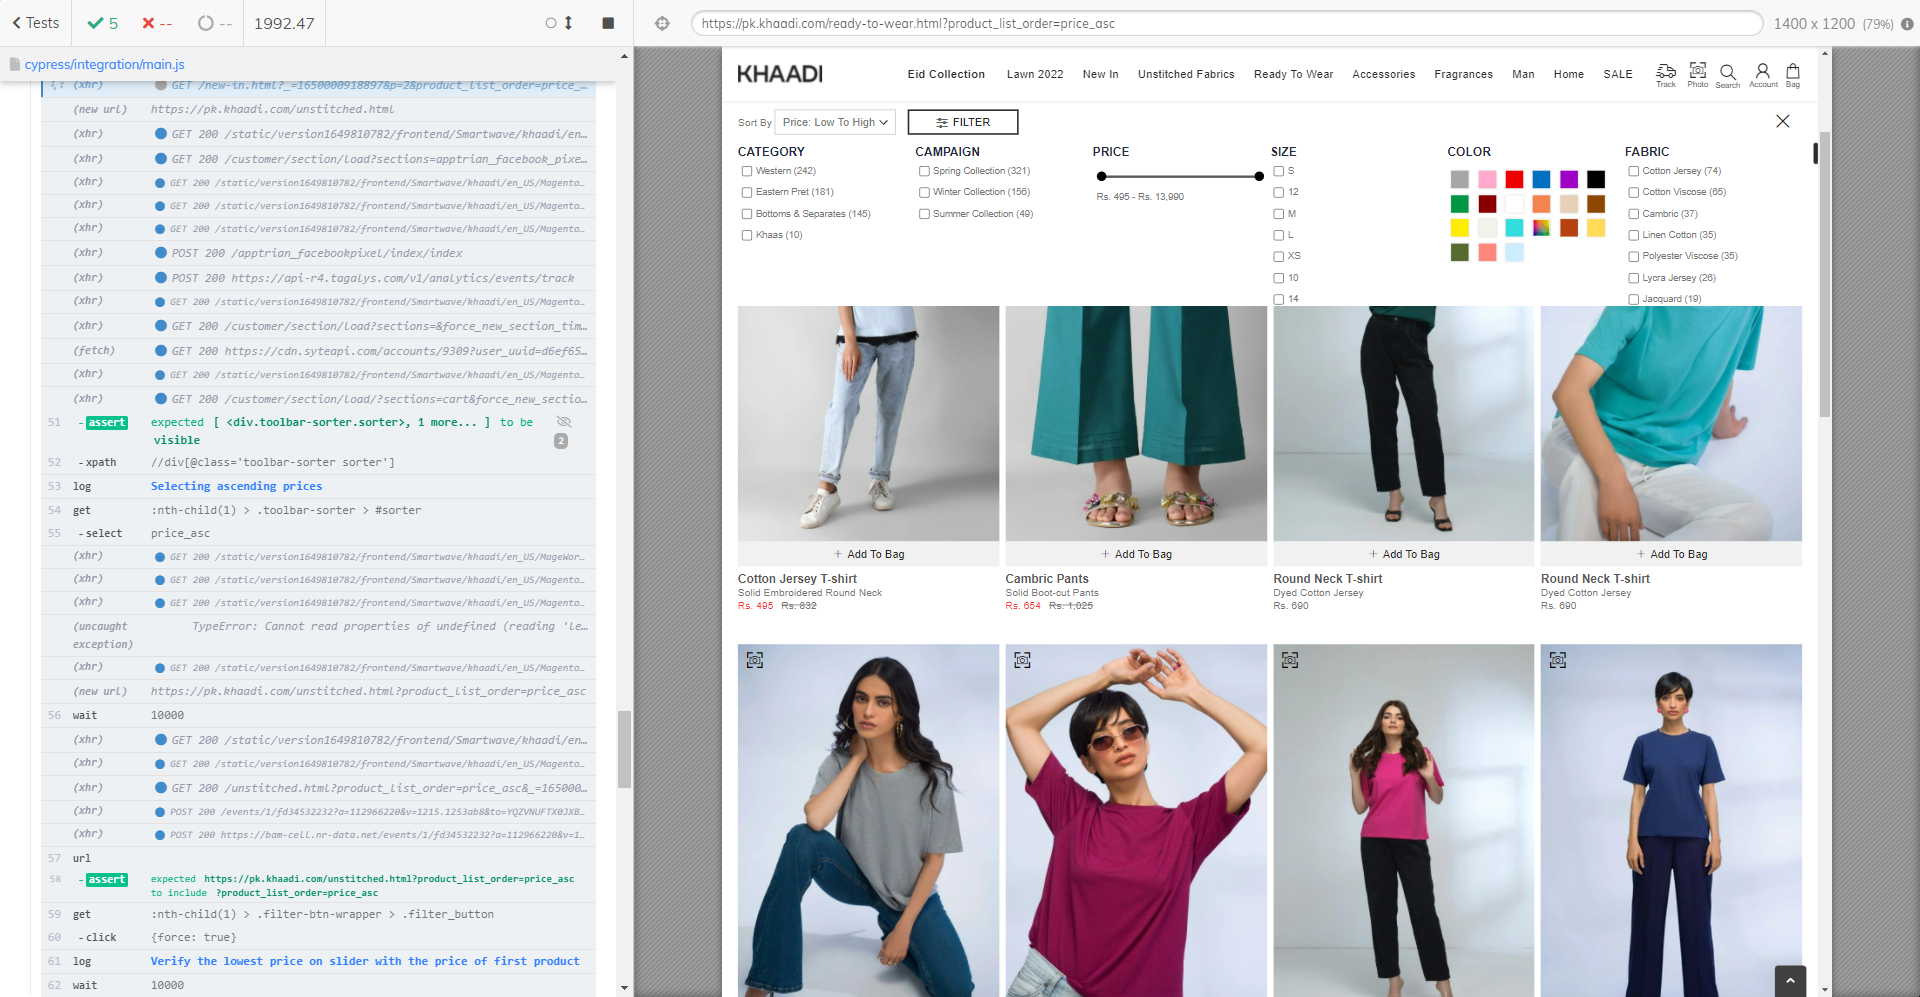 Tests
5
--
--
1992.47
https://pk.khaadi.com/ready-to-wear.html?product_list_order=price_asc
1400 x 1200 (79%)
cypress/integration/main.js
(xhr) GET /new-in.html?_=1650000918897&p=2&product_list_order=price_...
(new url) https://pk.khaadi.com/unstitched.html
(xhr) GET 200 /static/version1649810782/frontend/Smartwave/khaadi/en...
(xhr) GET 200 /customer/section/load?sections=apptrian_facebook_pixe...
(xhr) GET 200 /static/version1649810782/frontend/Smartwave/khaadi/en_US/Magento...
(xhr) GET 200 /static/version1649810782/frontend/Smartwave/khaadi/en_US/Magento...
(xhr) GET 200 /static/version1649810782/frontend/Smartwave/khaadi/en_US/Magento...
(xhr) POST 200 /apptrian_facebookpixel/index/index
(xhr) POST 200 https://api-r4.tagalys.com/v1/analytics/events/track
(xhr) GET 200 /static/version1649810782/frontend/Smartwave/khaadi/en_US/Magento...
(xhr) GET 200 /customer/section/load?sections=&force_new_section_tim...
(fetch) GET 200 https://cdn.syteapi.com/accounts/9309?user_uuid=d6ef65...
(xhr) GET 200 /static/version1649810782/frontend/Smartwave/khaadi/en_US/Magento...
(xhr) GET 200 /customer/section/load/?sections=cart&force_new_sectio...
51 -assert expected [ <div.toolbar-sorter.sorter>, 1 more... ] to be
visible
2
52 -xpath //div[@class='toolbar-sorter sorter']
53 log Selecting ascending prices
54 get :nth-child(1) > .toolbar-sorter > #sorter
55 -select price_asc
(xhr) GET 200 /static/version1649810782/frontend/Smartwave/khaadi/en_US/MageWor...
(xhr) GET 200 /static/version1649810782/frontend/Smartwave/khaadi/en_US/Magento...
(xhr) GET 200 /static/version1649810782/frontend/Smartwave/khaadi/en_US/Magento...
(uncaught TypeError: Cannot read properties of undefined (reading 'le...
exception)
(xhr) GET 200 /static/version1649810782/frontend/Smartwave/khaadi/en_US/Magento...
(new url) https://pk.khaadi.com/unstitched.html?product_list_order=price_asc
56 wait 10000
(xhr) GET 200 /static/version1649810782/frontend/Smartwave/khaadi/en...
(xhr) GET 200 /static/version1649810782/frontend/Smartwave/khaadi/en_US/Magento...
(xhr) GET 200 /unstitched.html?product_list_order=price_asc&_=165000...
(xhr) POST 200 /events/1/fd34532232?a=112966220&v=1215.1253ab8&to=YQZVNUFTX0JXB...
(xhr) POST 200 https://bam-cell.nr-data.net/events/1/fd34532232?a=112966220&v=1...
57 url
58 -assert expected https://pk.khaadi.com/unstitched.html?product_list_order=price_asc
to include ?product_list_order=price_asc
59 get :nth-child(1) > .filter-btn-wrapper > .filter_button
60 -click {force: true}
61 log Verify the lowest price on slider with the price of first product
62 wait 10000
KHAADI
Eid Collection Lawn 2022 New In Unstitched Fabrics Ready To Wear Accessories Fragrances Man Home SALE
Track Photo Search Account Bag
Sort By Price: Low To High FILTER
CATEGORY
Western (242)
Eastern Pret (181)
Bottoms & Separates (145)
Khaas (10)
CAMPAIGN
Spring Collection (321)
Winter Collection (156)
Summer Collection (49)
PRICE
Rs. 495 - Rs. 13,990
SIZE
S
12
M
L
XS
10
14
COLOR
FABRIC
Cotton Jersey (74)
Cotton Viscose (65)
Cambric (37)
Linen Cotton (35)
Polyester Viscose (35)
Lycra Jersey (26)
Jacquard (19)
+ Add To Bag
Cotton Jersey T-shirt
Solid Embroidered Round Neck
Rs. 495 Rs. 832
+ Add To Bag
Cambric Pants
Solid Boot-cut Pants
Rs. 654 Rs. 1,025
+ Add To Bag
Round Neck T-shirt
Dyed Cotton Jersey
Rs. 690
+ Add To Bag
Round Neck T-shirt
Dyed Cotton Jersey
Rs. 690